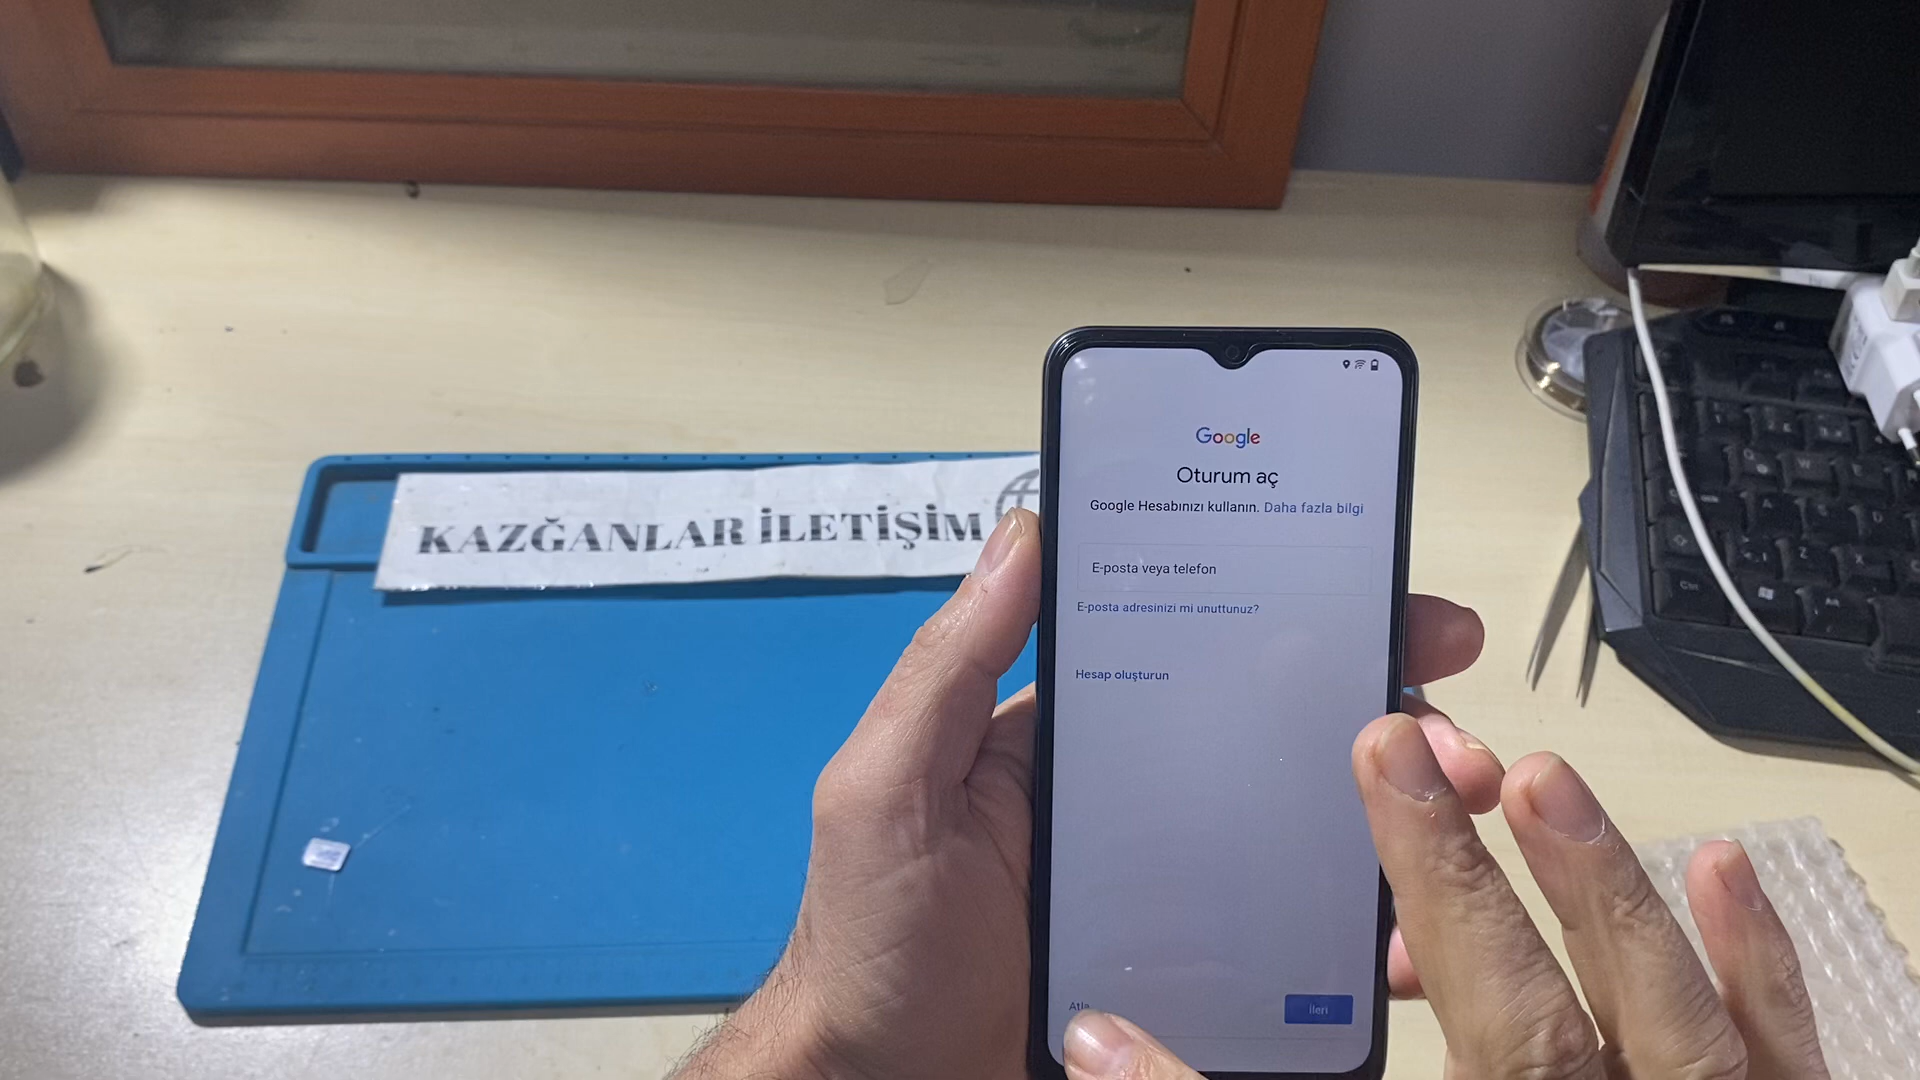 KAZĞANLAR İLETİŞİM
Google
Oturum aç
Google Hesabınızı kullanın. Daha fazla bilgi
E-posta veya telefon
E-posta adresinizi mi unuttunuz?
Hesap oluşturun
Atla
İleri